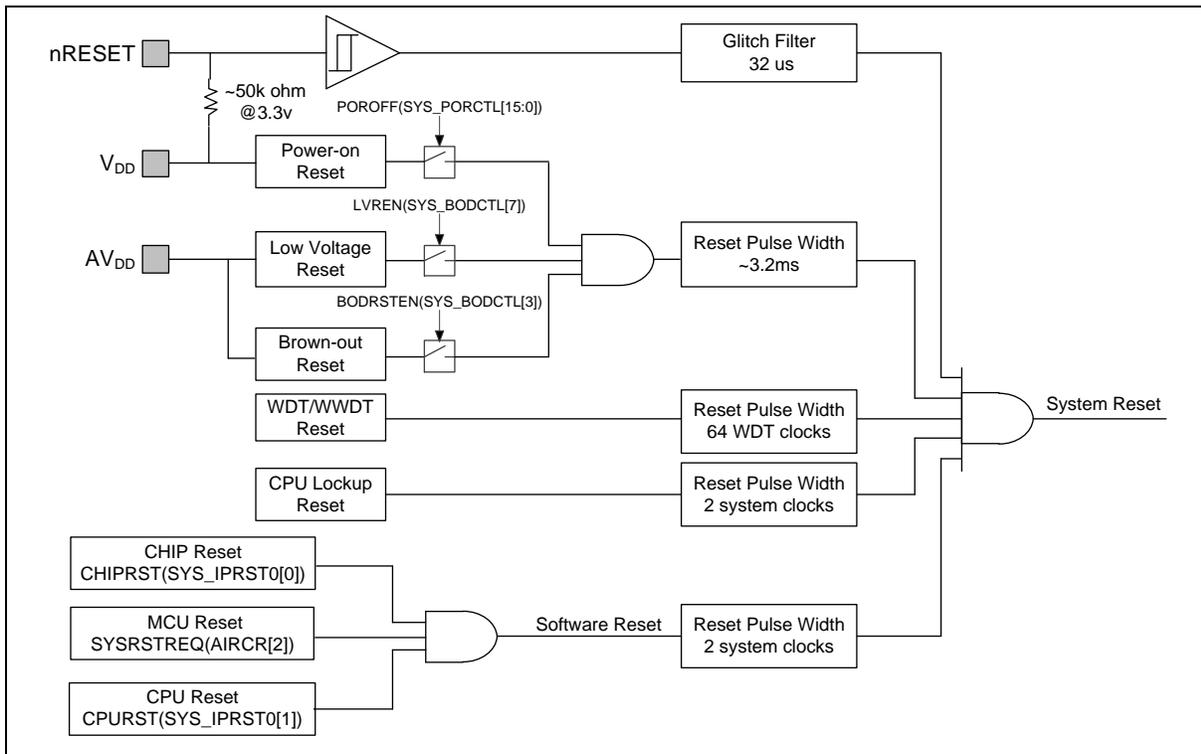 nRESET
Glitch Filter
32 us
~50k ohm
@3.3v
POROFF(SYS_PORCTL[15:0])
VDD
Power-on
Reset
LVREN(SYS_BODCTL[7])
AVDD
Low Voltage
Reset
Reset Pulse Width
~3.2ms
BODRSTEN(SYS_BODCTL[3])
Brown-out
Reset
WDT/WWDT
Reset
Reset Pulse Width
64 WDT clocks
System Reset
CPU Lockup
Reset
Reset Pulse Width
2 system clocks
CHIP Reset
CHIPRST(SYS_IPRST0[0])
MCU Reset
SYSRSTREQ(AIRCR[2])
Software Reset
Reset Pulse Width
2 system clocks
CPU Reset
CPURST(SYS_IPRST0[1])